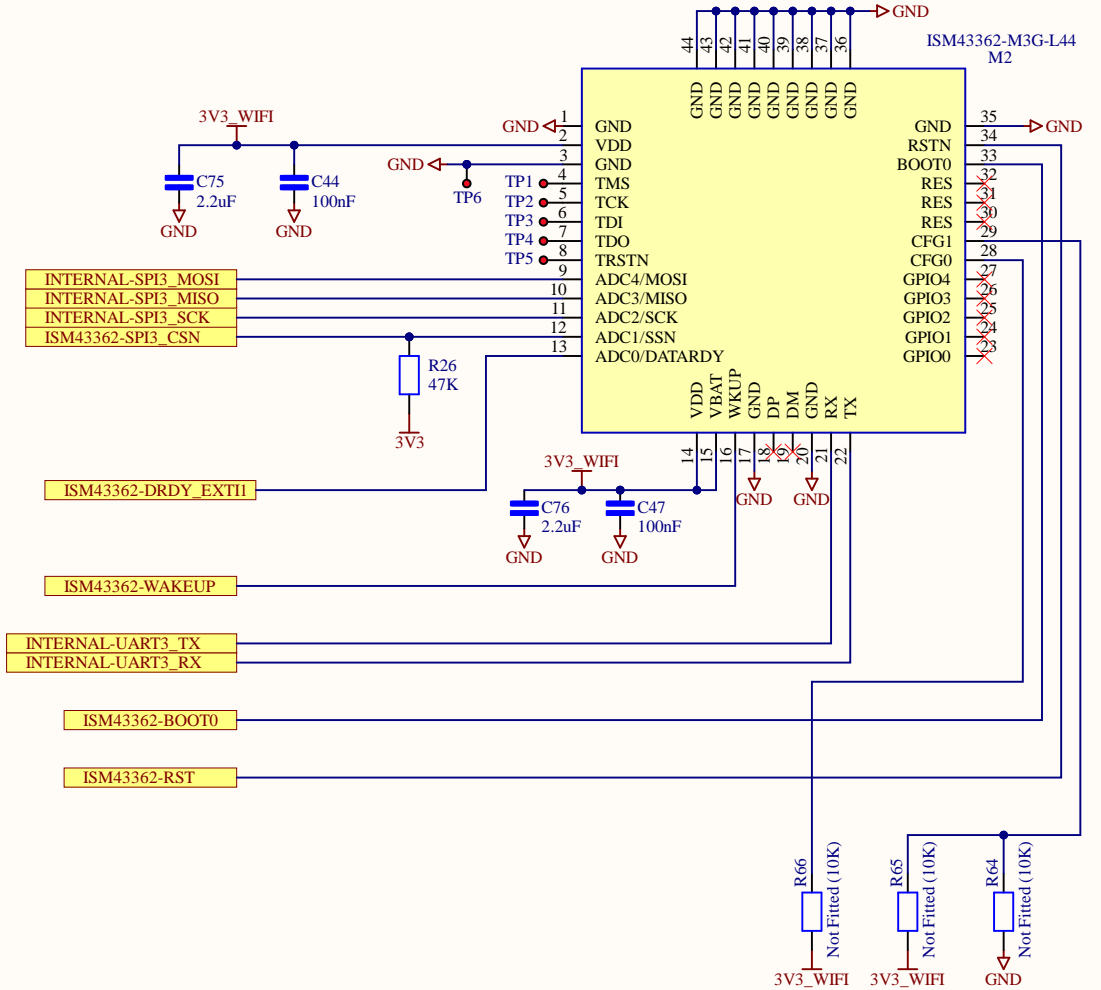 GND
ISM43362-M3G-L44
M2
44
43
42
41
40
39
38
37
36
GND
GND
GND
GND
GND
GND
GND
GND
GND
3V3_WIFI
C75
2.2uF
GND
C44
100nF
GND
GND
GND
TP6
TP1
TP2
TP3
TP4
TP5
1 GND
2 VDD
3 GND
4 TMS
5 TCK
6 TDI
7 TDO
8 TRSTN
9 ADC4/MOSI
10 ADC3/MISO
11 ADC2/SCK
12 ADC1/SSN
13 ADC0/DATARDY
GND 35 GND
RSTN 34
BOOT0 33
RES 32
RES 31
RES 30
CFG1 29
CFG0 28
GPIO4 27
GPIO3 26
GPIO2 25
GPIO1 24
GPIO0 23
INTERNAL-SPI3_MOSI
INTERNAL-SPI3_MISO
INTERNAL-SPI3_SCK
ISM43362-SPI3_CSN
R26
47K
3V3
VDD
VBAT
WKUP
GND
DP
DM
GND
RX
TX
14
15
16
17
18
19
20
21
22
3V3_WIFI
C76
2.2uF
GND
C47
100nF
GND
GND
GND
ISM43362-DRDY_EXTI1
ISM43362-WAKEUP
INTERNAL-UART3_TX
INTERNAL-UART3_RX
ISM43362-BOOT0
ISM43362-RST
R66
Not Fitted (10K)
3V3_WIFI
R65
Not Fitted (10K)
3V3_WIFI
R64
Not Fitted (10K)
GND